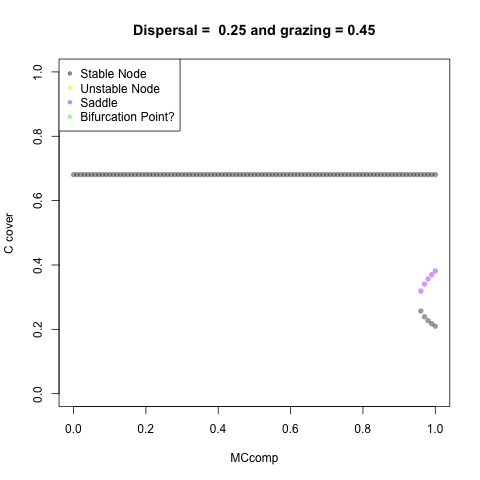 Dispersal =  0.25 and grazing = 0.45
Stable Node
Unstable Node
Saddle
Bifurcation Point?
C cover
1.0
0.8
0.6
0.4
0.2
0.0
0.0 0.2 0.4 0.6 0.8 1.0
MCcomp